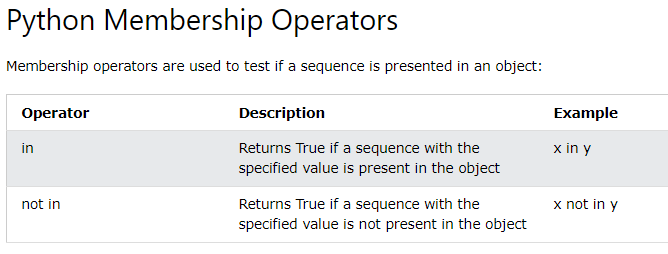 Python Membership Operators
Membership operators are used to test if a sequence is presented in an object:
Operator Description Example
in Returns True if a sequence with the x in y
specified value is present in the object
not in Returns True if a sequence with the x not in y
specified value is not present in the object